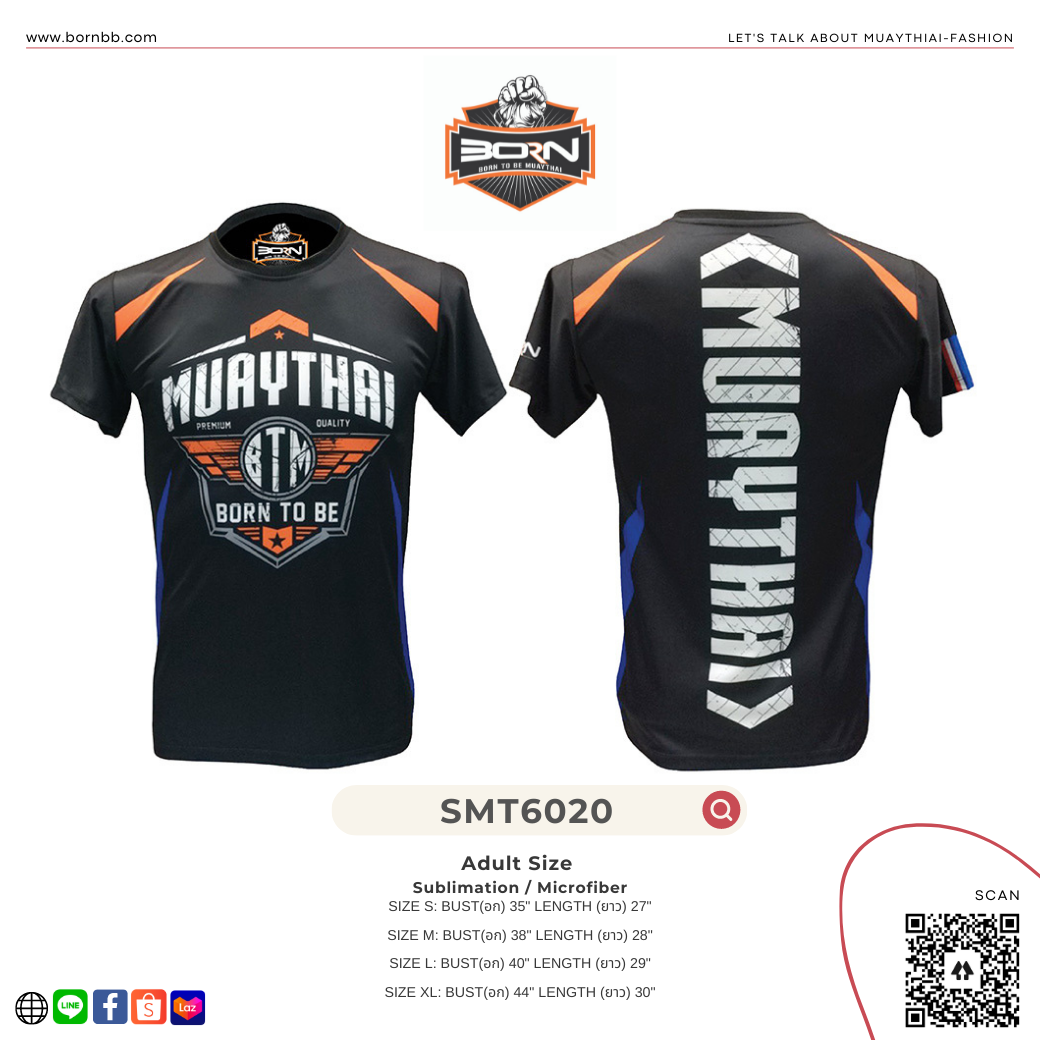 www.bornbb.com
LET'S TALK ABOUT MUAYTHIAI-FASHION
BORN
BORN TO BE MUAYTHAI
BORN
MUAYTHAI
PREMIUM QUALITY
BTM
BORN TO BE
MUAYTHAI
SMT6020
Adult Size
Sublimation / Microfiber
SIZE S: BUST(อก) 35" LENGTH (ยาว) 27"
SIZE M: BUST(อก) 38" LENGTH (ยาว) 28"
SIZE L: BUST(อก) 40" LENGTH (ยาว) 29"
SIZE XL: BUST(อก) 44" LENGTH (ยาว) 30"
SCAN
LINE
Laz